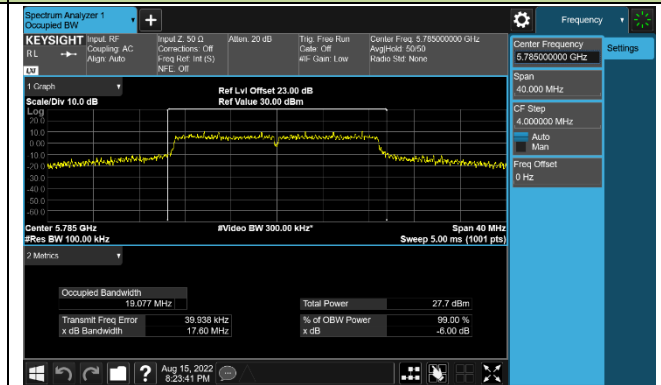 Spectrum Analyzer 1
Occupied BW
Frequency
KEYSIGHT
RL
LXI
Input: RF
Coupling: AC
Align: Auto
Input Z: 50 Ω
Corrections: Off
Freq Ref: Int (S)
NFE: Off
Atten: 20 dB
Trig: Free Run
Gate: Off
#IF Gain: Low
Center Freq: 5.785000000 GHz
Avg|Hold: 50/50
Radio Std: None
Center Frequency
5.785000000 GHz
Settings
Span
40.000 MHz
CF Step
4.000000 MHz
Auto
Man
Freq Offset
0 Hz
1 Graph
Scale/Div 10.0 dB
Ref Lvl Offset 23.00 dB
Ref Value 30.00 dBm
Log
20.0
10.0
0.00
-10.0
-20.0
-30.0
-40.0
-50.0
-60.0
Center 5.785 GHz
#Res BW 100.00 kHz
#Video BW 300.00 kHz*
Span 40 MHz
Sweep 5.00 ms (1001 pts)
2 Metrics
Occupied Bandwidth
19.077 MHz
Total Power 27.7 dBm
Transmit Freq Error 39.938 kHz
% of OBW Power 99.00 %
x dB Bandwidth 17.60 MHz
x dB -6.00 dB
?
Aug 15, 2022
8:23:41 PM